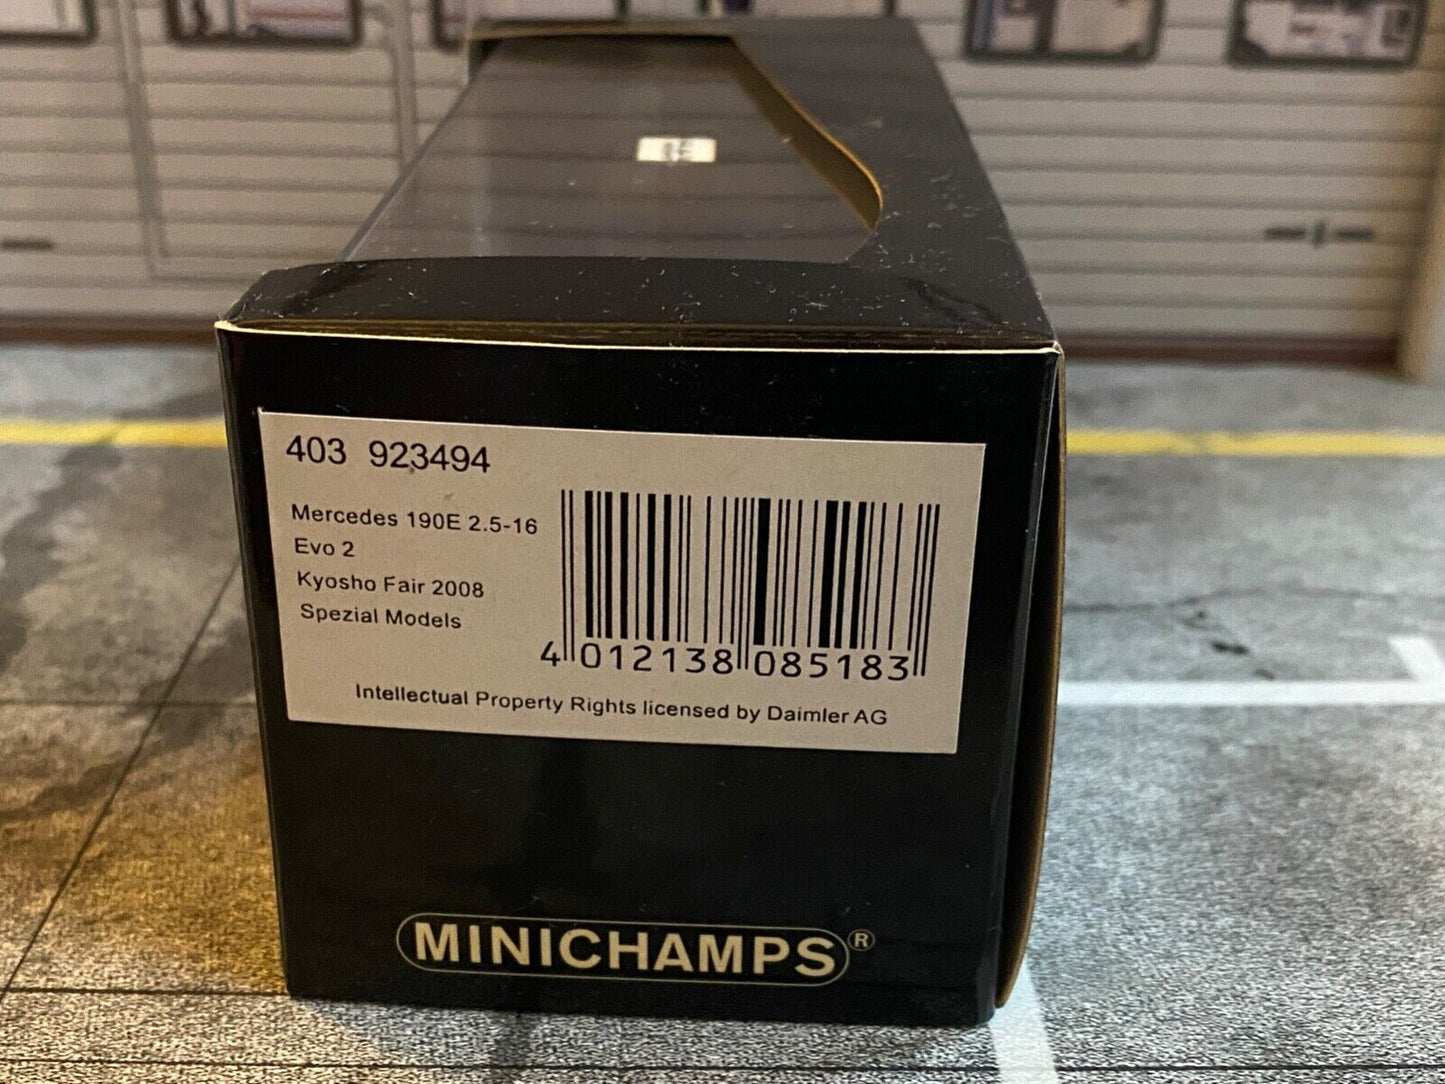 403 923494
Mercedes 190E 2.5-16
Evo 2
Kyosho Fair 2008
Spezial Models
4 012138 085183
Intellectual Property Rights licensed by Daimler AG
MINICHAMPS®